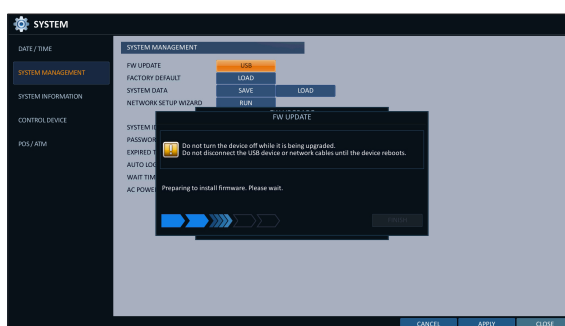 SYSTEM
DATE / TIME
SYSTEM MANAGEMENT
SYSTEM INFORMATION
CONTROL DEVICE
POS / ATM
SYSTEM MANAGEMENT
FW UPDATE USB
FACTORY DEFAULT LOAD
SYSTEM DATA SAVE LOAD
NETWORK SETUP WIZARD RUN
SYSTEM I
PASSWOR
EXPIRED T
AUTO LOG
WAIT TIM
AC POWE
FW UPDATE
Do not turn the device off while it is being upgraded.
Do not disconnect the USB device or network cables until the device reboots.
Preparing to install firmware. Please wait.
FINISH
CANCEL APPLY CLOSE